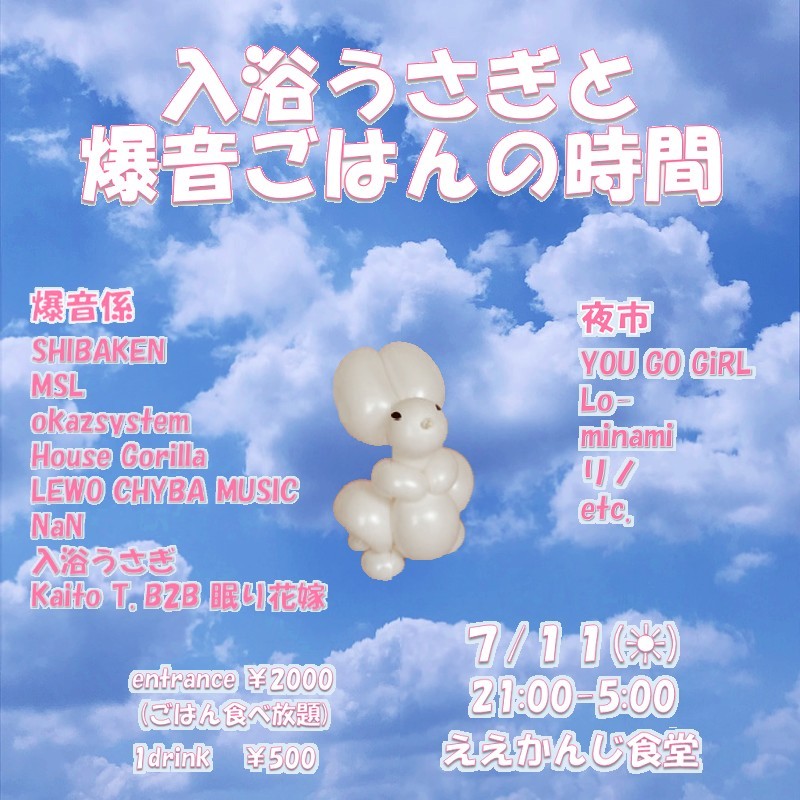 入浴うさぎと
爆音ごはんの時間
爆音係
SHIBAKEN
MSL
okazsystem
House Gorilla
LEWO CHYBA MUSIC
NaN
入浴うさぎ
Kaito T. B2B 眠り花嫁
夜市
YOU GO GiRL
Lo-
minami
リノ
etc.
entrance ¥2000
(ごはん食べ放題)
1drink ¥500
7/11(☀)
21:00-5:00
ええかんじ食堂